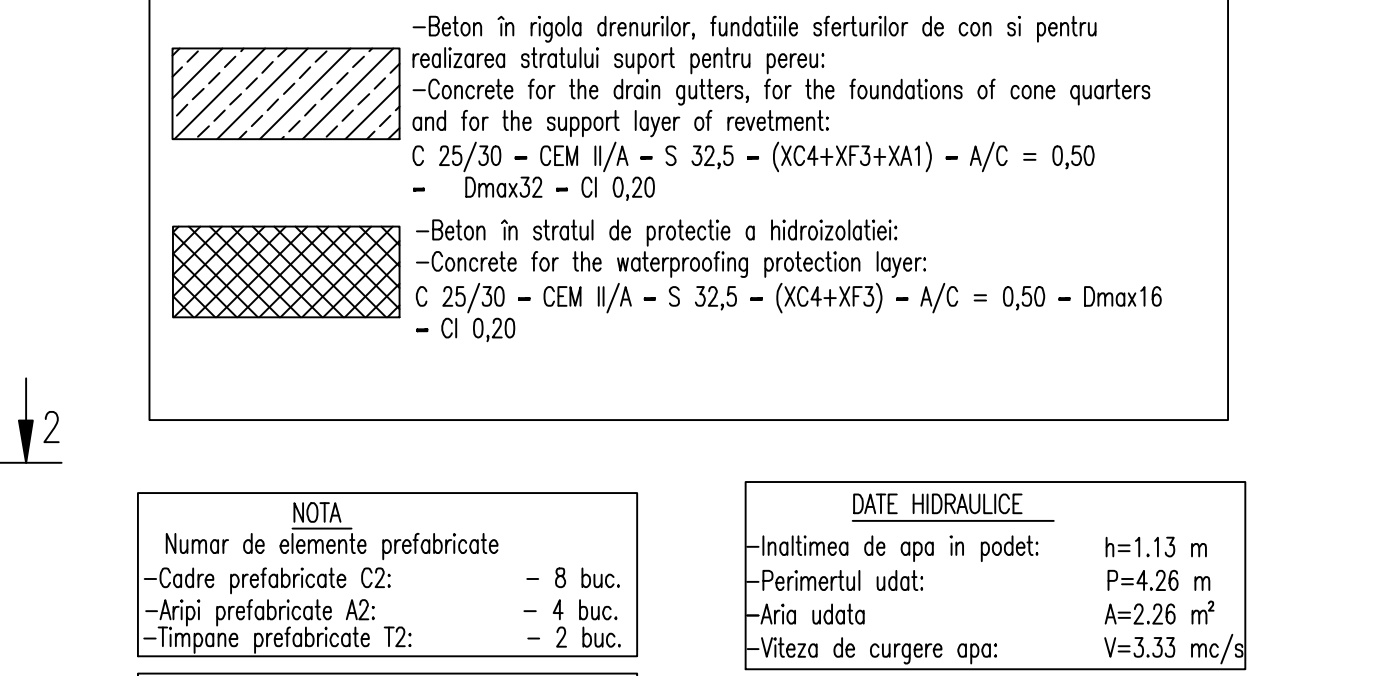 -Beton în rigola drenurilor, fundatiile sferturilor de con si pentru
realizarea stratului suport pentru pereu:
-Concrete for the drain gutters, for the foundations of cone quarters
and for the support layer of revetment:
C 25/30 - CEM II/A - S 32,5 - (XC4+XF3+XA1) - A/C = 0,50
- Dmax32 - Cl 0,20
-Beton în stratul de protectie a hidroizolatiei:
-Concrete for the waterproofing protection layer:
C 25/30 - CEM II/A - S 32,5 - (XC4+XF3) - A/C = 0,50 - Dmax16
- Cl 0,20
2
NOTA
Numar de elemente prefabricate
-Cadre prefabricate C2: - 8 buc.
-Aripi prefabricate A2: - 4 buc.
-Timpane prefabricate T2: - 2 buc.
DATE HIDRAULICE
-Inaltimea de apa in podet: h=1.13 m
-Perimertul udat: P=4.26 m
-Aria udata A=2.26 m²
-Viteza de curgere apa: V=3.33 mc/s